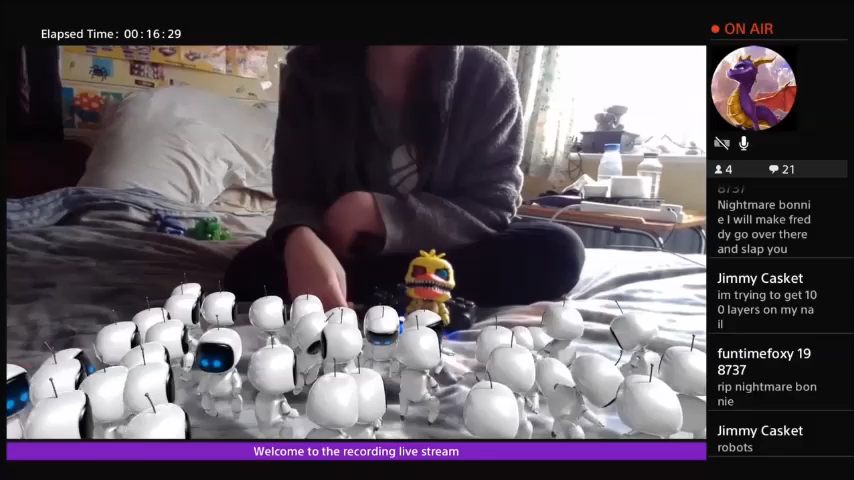 Elapsed Time: 00:16:29
ON AIR
4
21
8737
Nightmare bonni
e I will make fred
dy go over there
and slap you
Jimmy Casket
im trying to get 10
0 layers on my na
il
funtimefoxy 19
8737
rip nightmare bon
nie
Jimmy Casket
robots
Welcome to the recording live stream